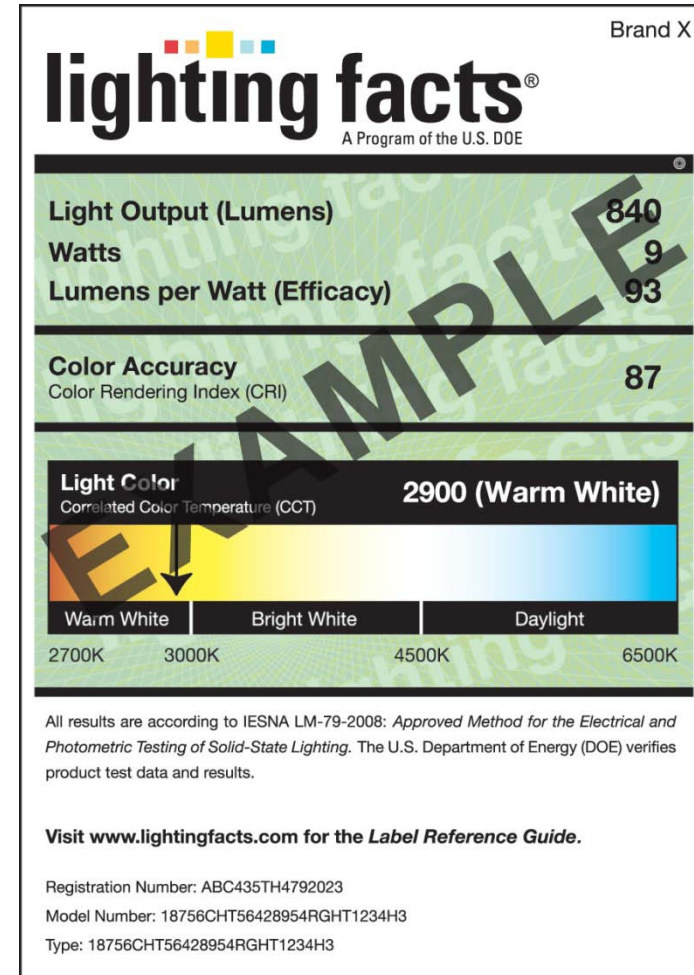 Brand X
lighting facts®
A Program of the U.S. DOE
Light Output (Lumens) 840
Watts 9
Lumens per Watt (Efficacy) 93
Color Accuracy
Color Rendering Index (CRI) 87
Light Color
Correlated Color Temperature (CCT) 2900 (Warm White)
Warm White Bright White Daylight
2700K 3000K 4500K 6500K
EXAMPLE
All results are according to IESNA LM-79-2008: Approved Method for the Electrical and
Photometric Testing of Solid-State Lighting. The U.S. Department of Energy (DOE) verifies
product test data and results.
Visit www.lightingfacts.com for the Label Reference Guide.
Registration Number: ABC435TH4792023
Model Number: 18756CHT56428954RGHT1234H3
Type: 18756CHT56428954RGHT1234H3